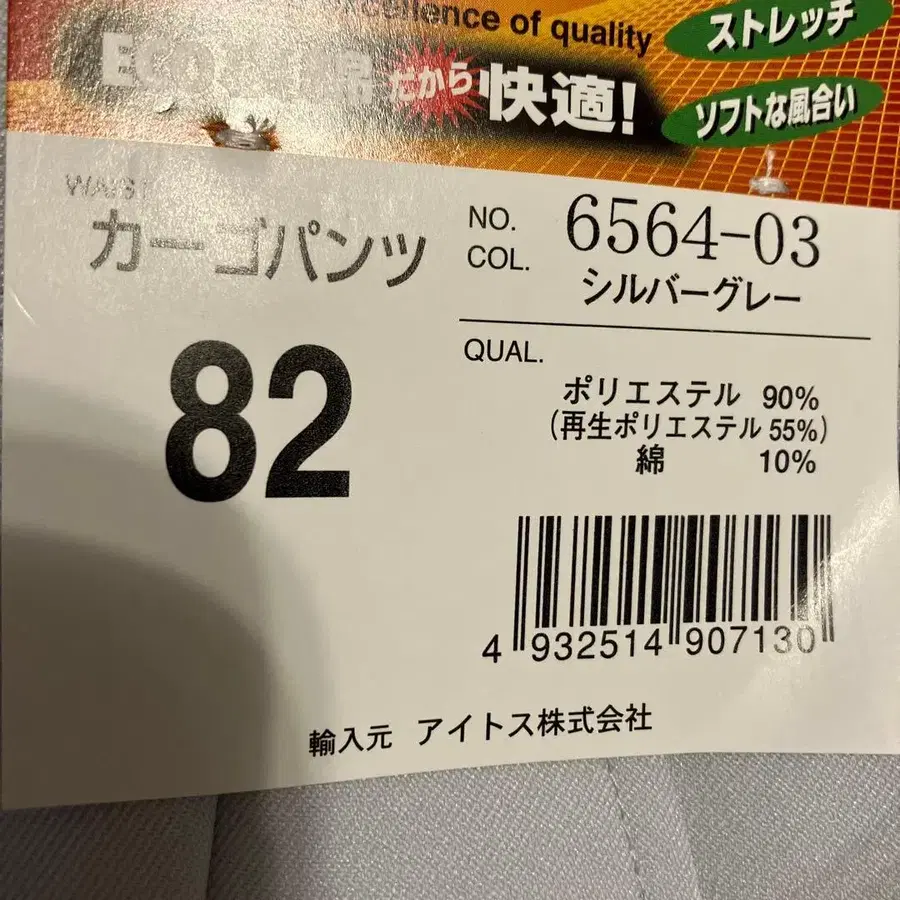 excellence of quality
ストレッチ
ECO
だから快適!
ソフトな風合い
WAIST
カーゴパンツ
82
NO. 6564-03
COL. シルバーグレー
QUAL.
ポリエステル 90%
(再生ポリエステル 55%)
綿 10%
4 932514 907130
輸入元 アイトス株式会社